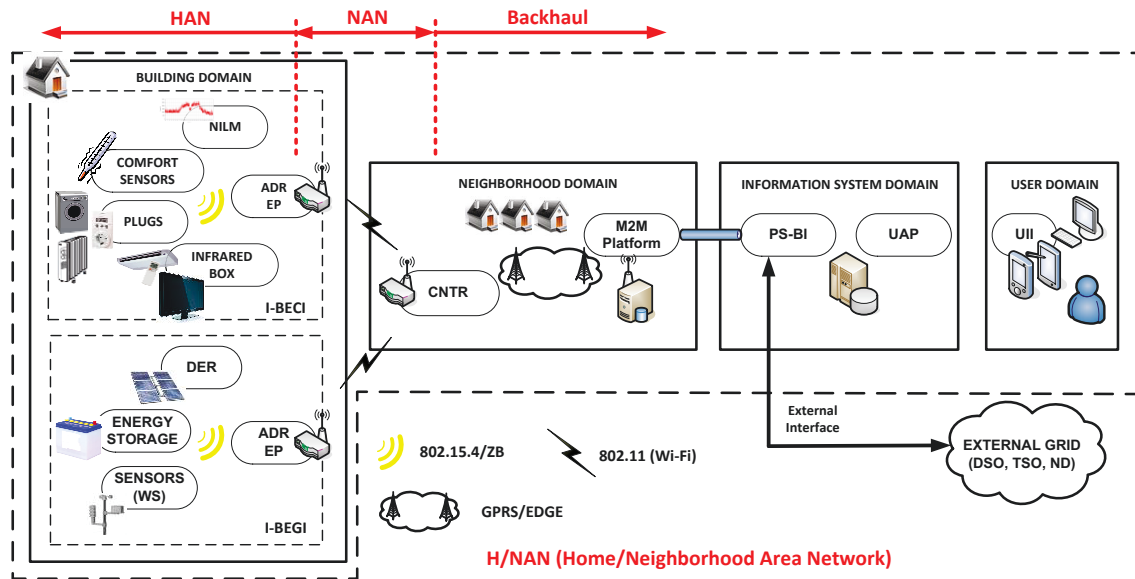 HAN
NAN
Backhaul
BUILDING DOMAIN
NILM
COMFORT
SENSORS
ADR
EP
PLUGS
INFRARED
BOX
I-BECI
DER
ENERGY
STORAGE
ADR
EP
SENSORS
(WS)
I-BEGI
NEIGHBORHOOD DOMAIN
M2M
Platform
CNTR
INFORMATION SYSTEM DOMAIN
PS-BI
UAP
USER DOMAIN
UII
External
Interface
EXTERNAL GRID
(DSO, TSO, ND)
802.15.4/ZB
802.11 (Wi-Fi)
GPRS/EDGE
H/NAN (Home/Neighborhood Area Network)